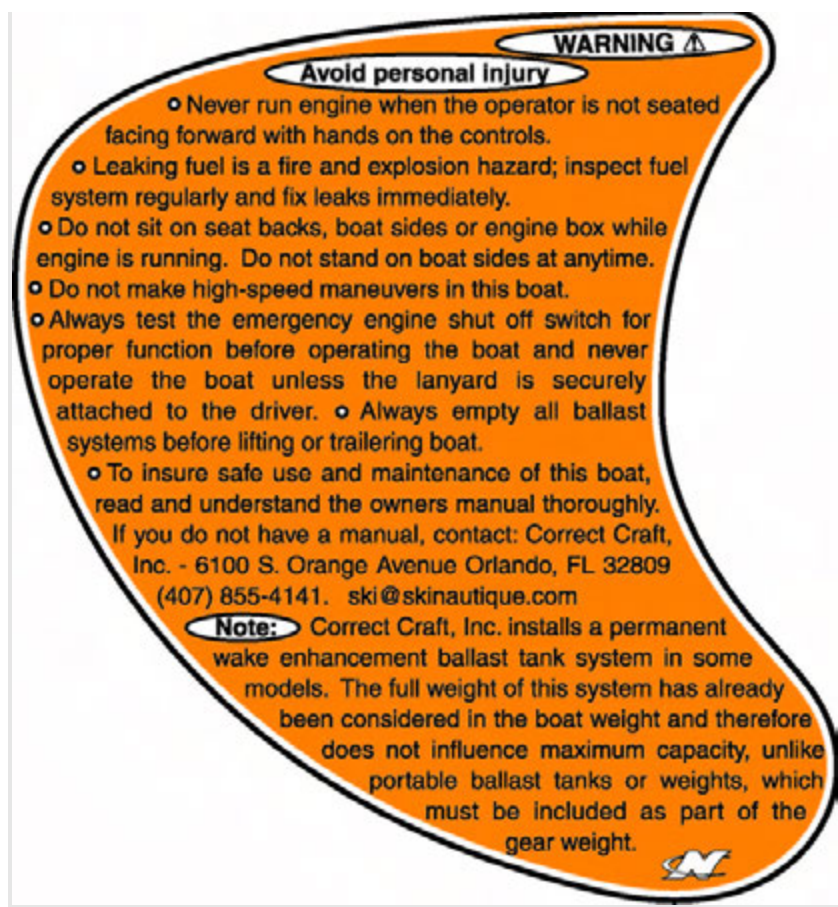 WARNING ⚠
Avoid personal injury
Never run engine when the operator is not seated
facing forward with hands on the controls.
Leaking fuel is a fire and explosion hazard; inspect fuel
system regularly and fix leaks immediately.
Do not sit on seat backs, boat sides or engine box while
engine is running. Do not stand on boat sides at anytime.
Do not make high-speed maneuvers in this boat.
Always test the emergency engine shut off switch for
proper function before operating the boat and never
operate the boat unless the lanyard is securely
attached to the driver. Always empty all ballast
systems before lifting or trailering boat.
To insure safe use and maintenance of this boat,
read and understand the owners manual thoroughly.
If you do not have a manual, contact: Correct Craft,
Inc. - 6100 S. Orange Avenue Orlando, FL 32809
(407) 855-4141. ski@skinautique.com
Note: Correct Craft, Inc. installs a permanent
wake enhancement ballast tank system in some
models. The full weight of this system has already
been considered in the boat weight and therefore
does not influence maximum capacity, unlike
portable ballast tanks or weights, which
must be included as part of the
gear weight.